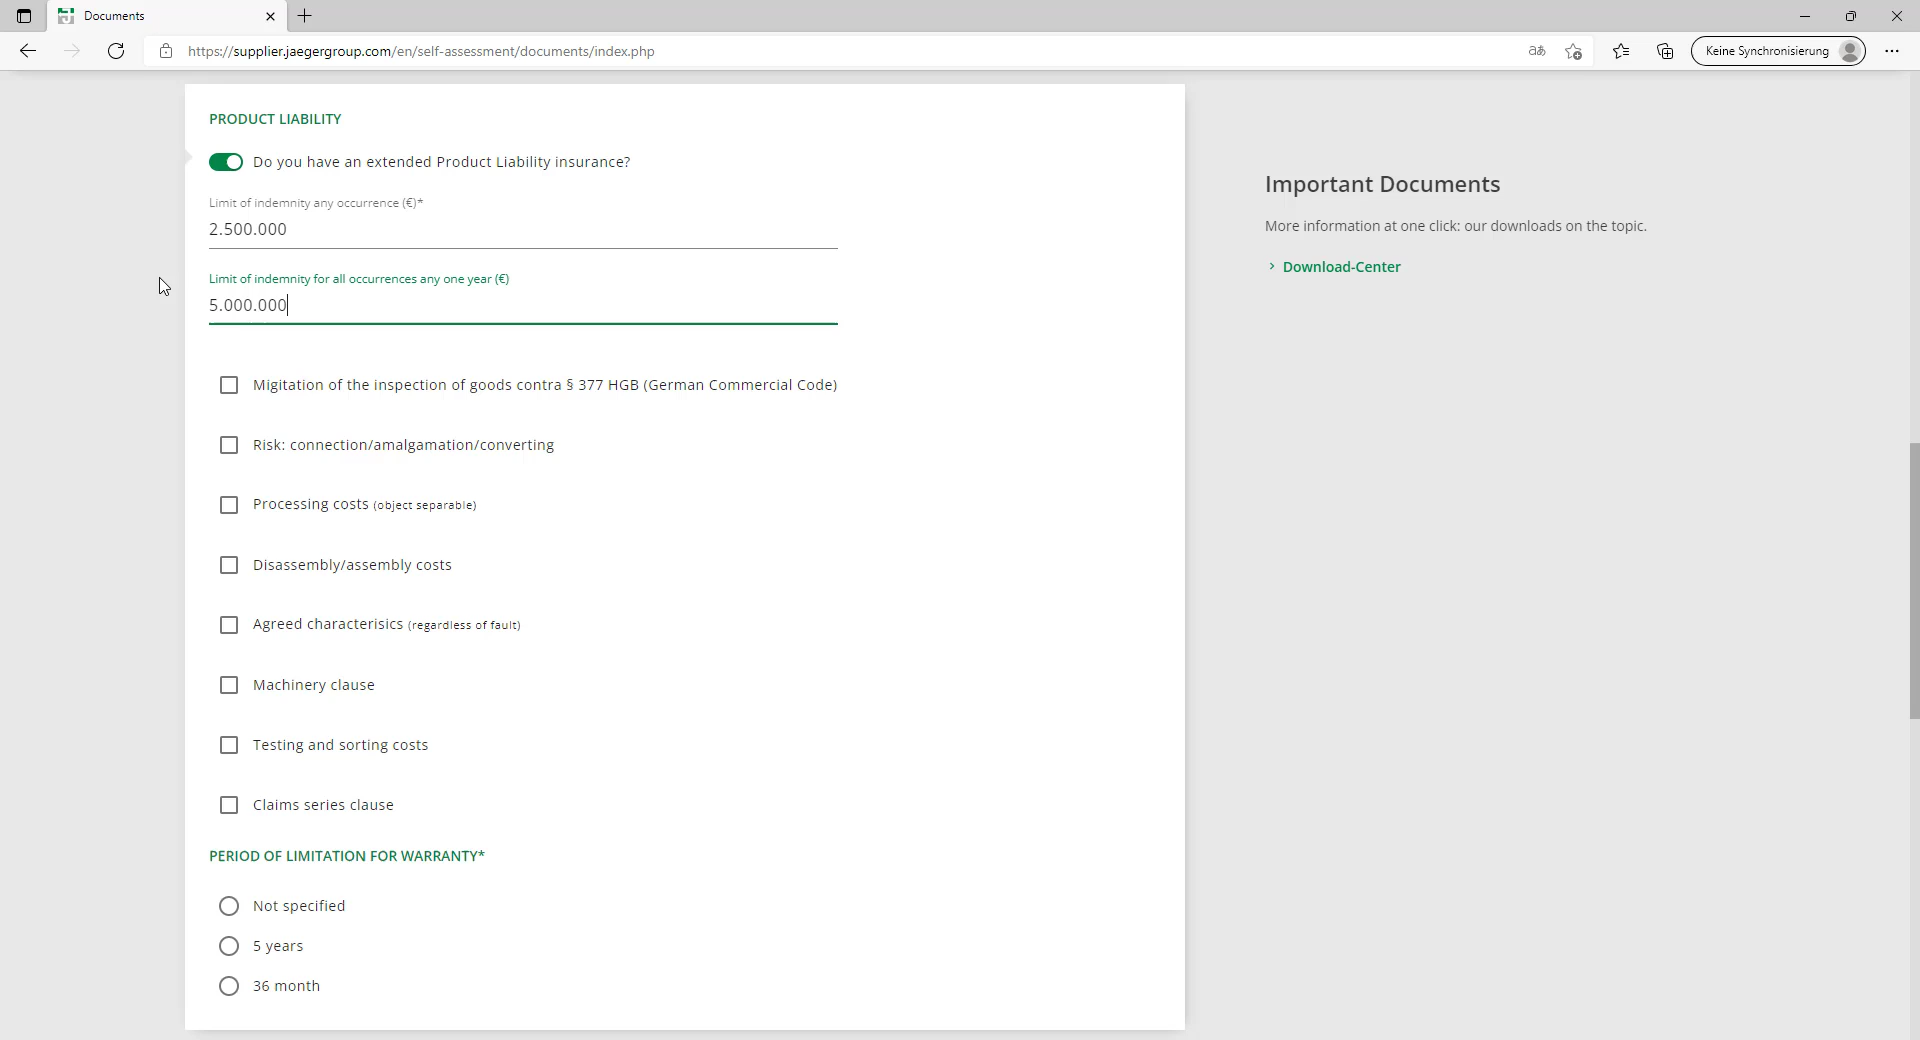 Documents
https://supplier.jaegergroup.com/en/self-assessment/documents/index.php
Keine Synchronisierung
PRODUCT LIABILITY
Do you have an extended Product Liability insurance?
Limit of indemnity any occurrence (€)*
2.500.000
Limit of indemnity for all occurrences any one year (€)
5.000.000
Migitation of the inspection of goods contra § 377 HGB (German Commercial Code)
Risk: connection/amalgamation/converting
Processing costs (object separable)
Disassembly/assembly costs
Agreed characterisics (regardless of fault)
Machinery clause
Testing and sorting costs
Claims series clause
PERIOD OF LIMITATION FOR WARRANTY*
Not specified
5 years
36 month
Important Documents
More information at one click: our downloads on the topic.
Download-Center